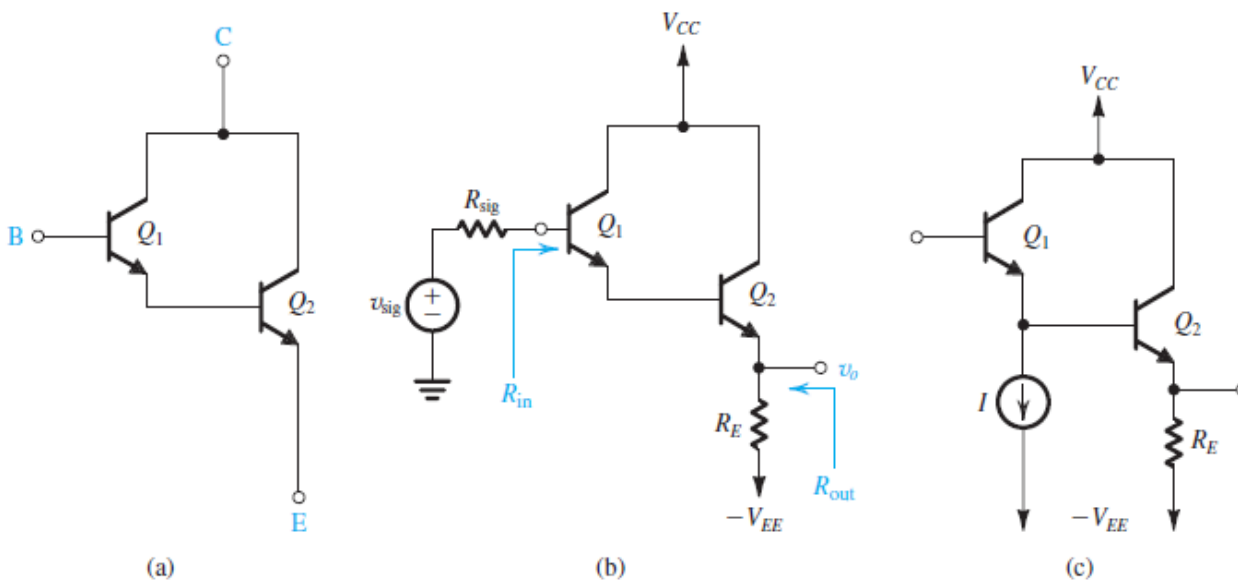 C
B
Q1
Q2
E
(a)
VCC
Rsig
Q1
vsig
+
−
Q2
Rin
vo
RE
Rout
−VEE
(b)
VCC
Q1
Q2
I
RE
−VEE
(c)